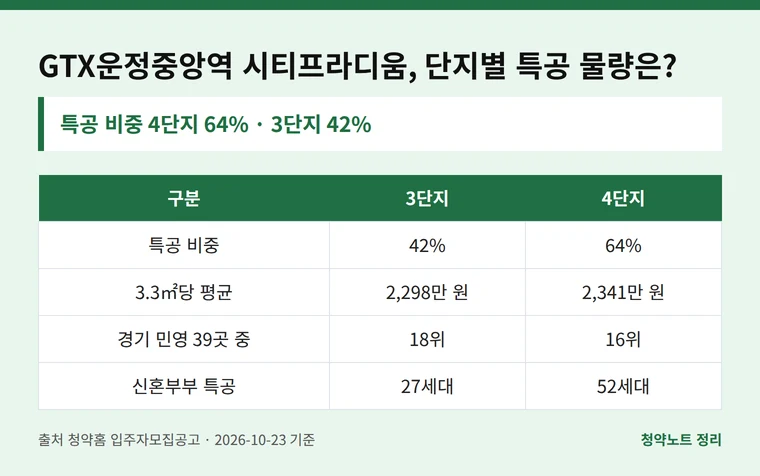 GTX운정중앙역 시티프라디움, 단지별 특공 물량은?
특공 비중 4단지 64% · 3단지 42%
구분 3단지 4단지
특공 비중 42% 64%
3.3㎡당 평균 2,298만 원 2,341만 원
경기 민영 39곳 중 18위 16위
신혼부부 특공 27세대 52세대
출처 청약홈 입주자모집공고 · 2026-10-23 기준 청약노트 정리